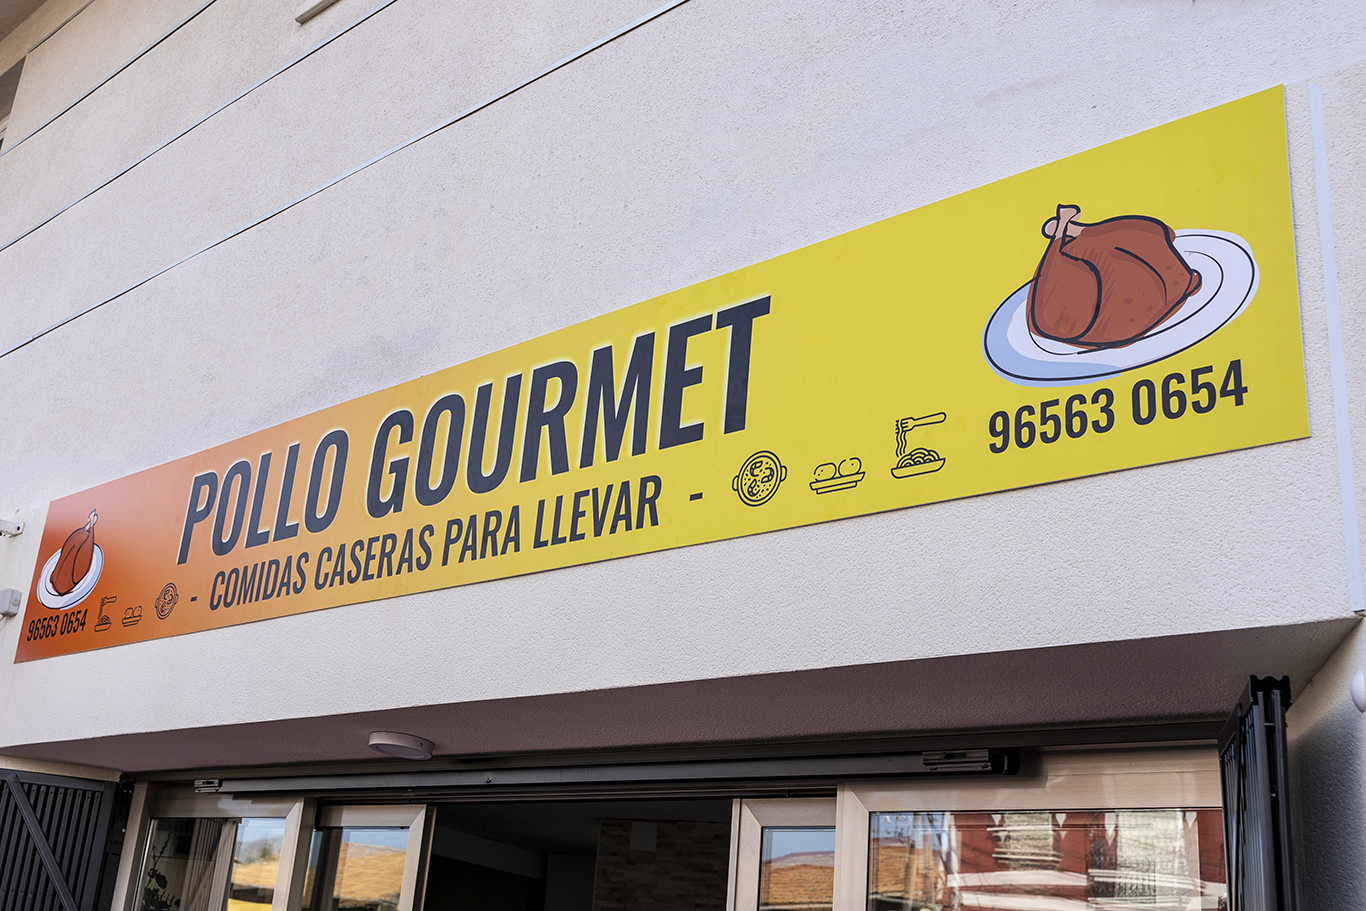 POLLO GOURMET
- COMIDAS CASERAS PARA LLEVAR -
96563 0654
96563 0654